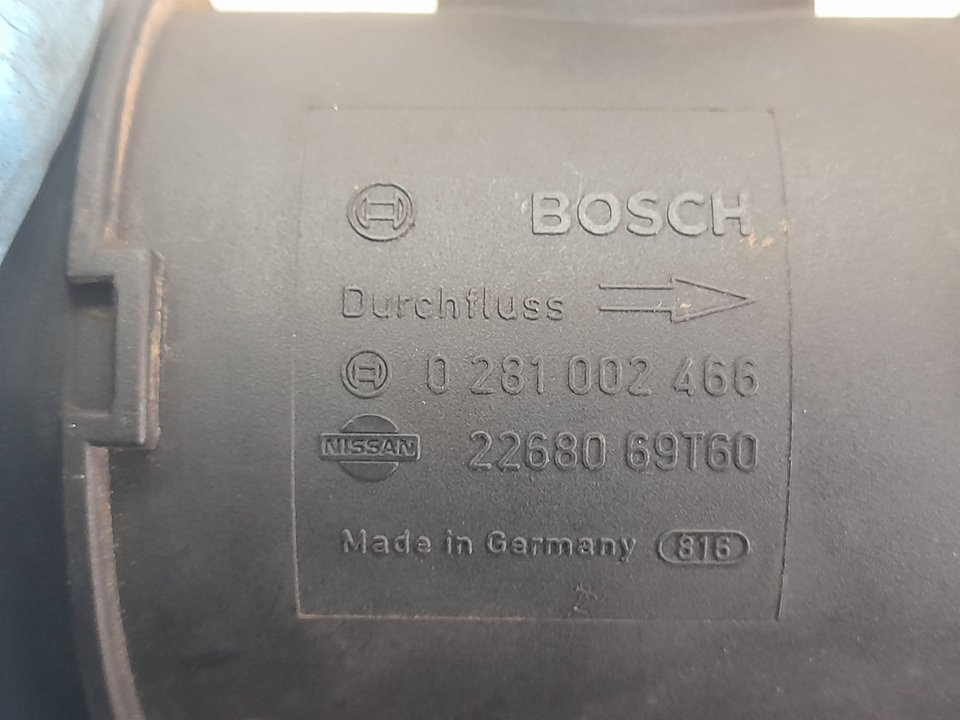 BOSCH
Durchfluss
0 281 002 466
NISSAN 22680 69T60
Made in Germany 816